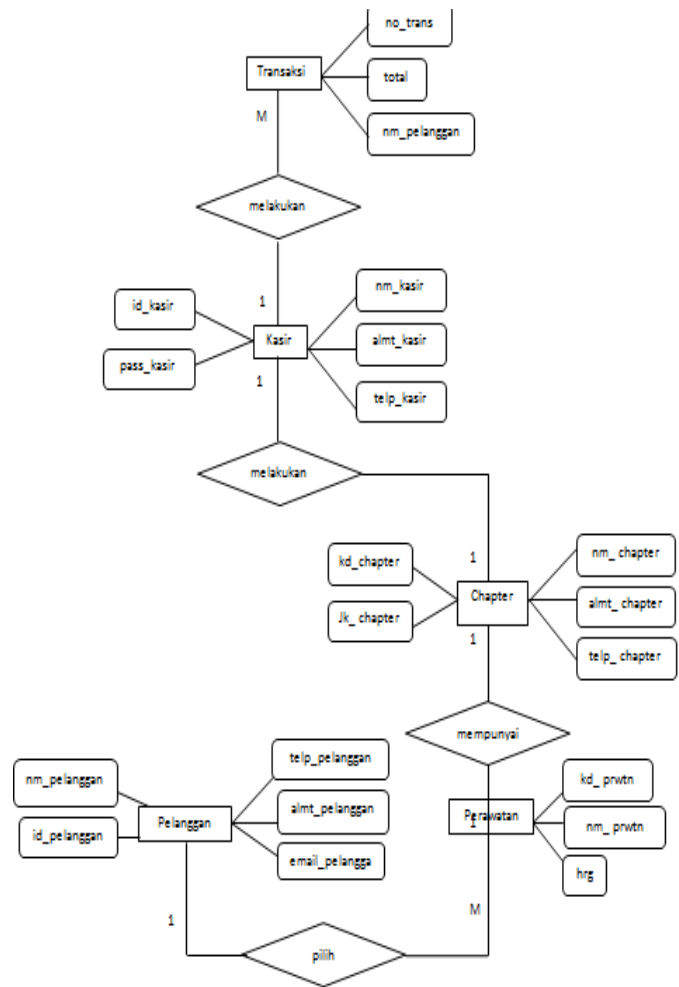 no_trans
Transaksi
total
M
nm_pelanggan
melakukan
nm_kasir
id_kasir
1
Kasir
almt_kasir
pass_kasir
1
telp_kasir
melakukan
nm_ chapter
kd_chapter
1
Chapter
almt_ chapter
Jk_ chapter
1
telp_ chapter
mempunyai
telp_pelanggan
kd_ prwtn
nm_pelanggan
almt_pelanggan
Pelanggan
Perawatan
1
nm_ prwtn
id_pelanggan
email_pelangga
hrg
1
M
pilih